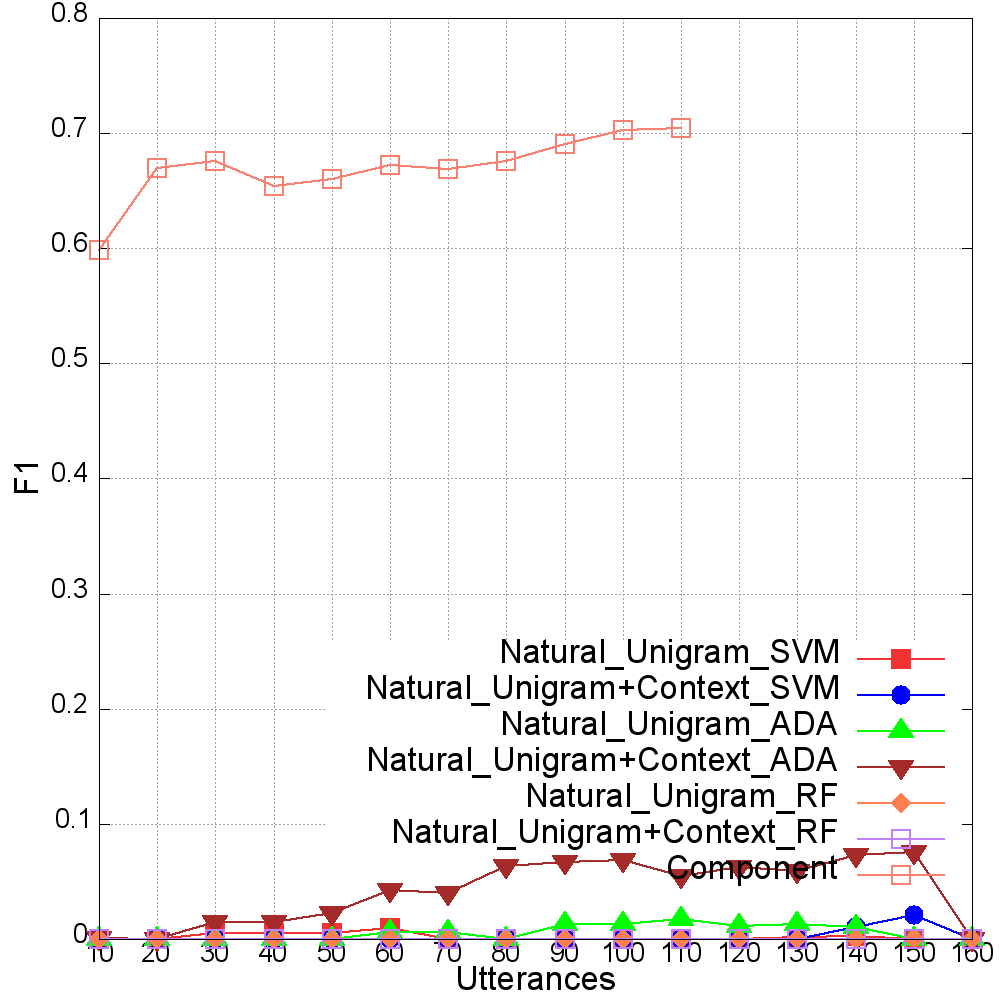 0.8
0.7
0.6
0.5
0.4
0.3
0.2
0.1
0
F1
Natural_Unigram_SVM
Natural_Unigram+Context_SVM
Natural_Unigram_ADA
Natural_Unigram+Context_ADA
Natural_Unigram_RF
Natural_Unigram+Context_RF
Component
10 20 30 40 50 60 70 80 90 100 110 120 130 140 150 160
Utterances